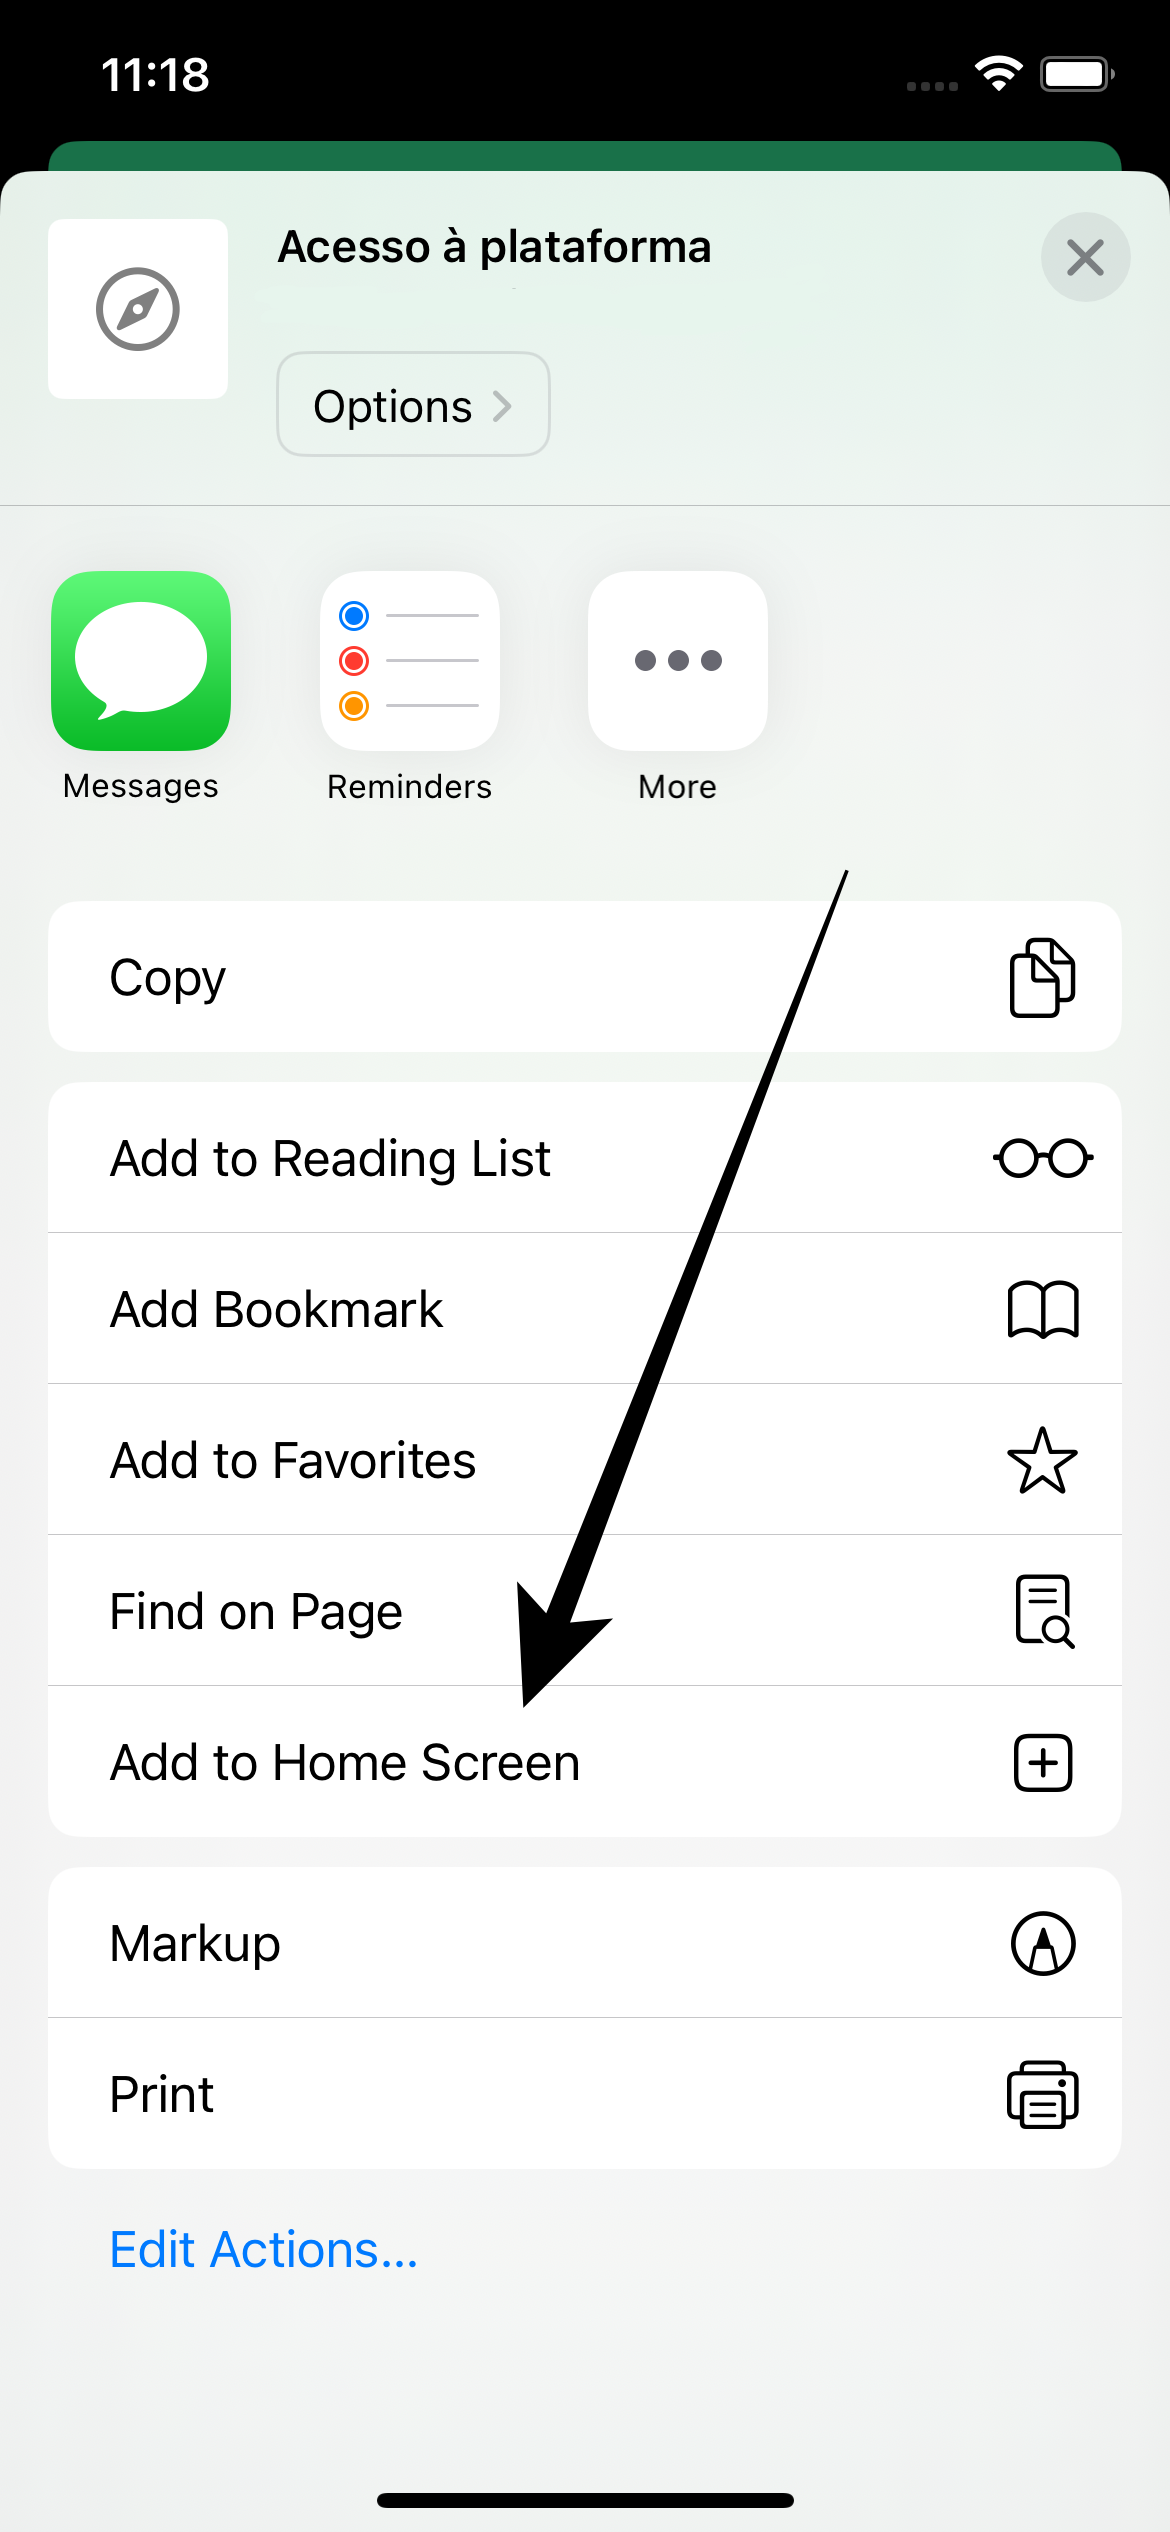 11:18
Acesso à plataforma
Options
Messages
Reminders
More
Copy
Add to Reading List
Add Bookmark
Add to Favorites
Find on Page
Add to Home Screen
Markup
Print
Edit Actions...